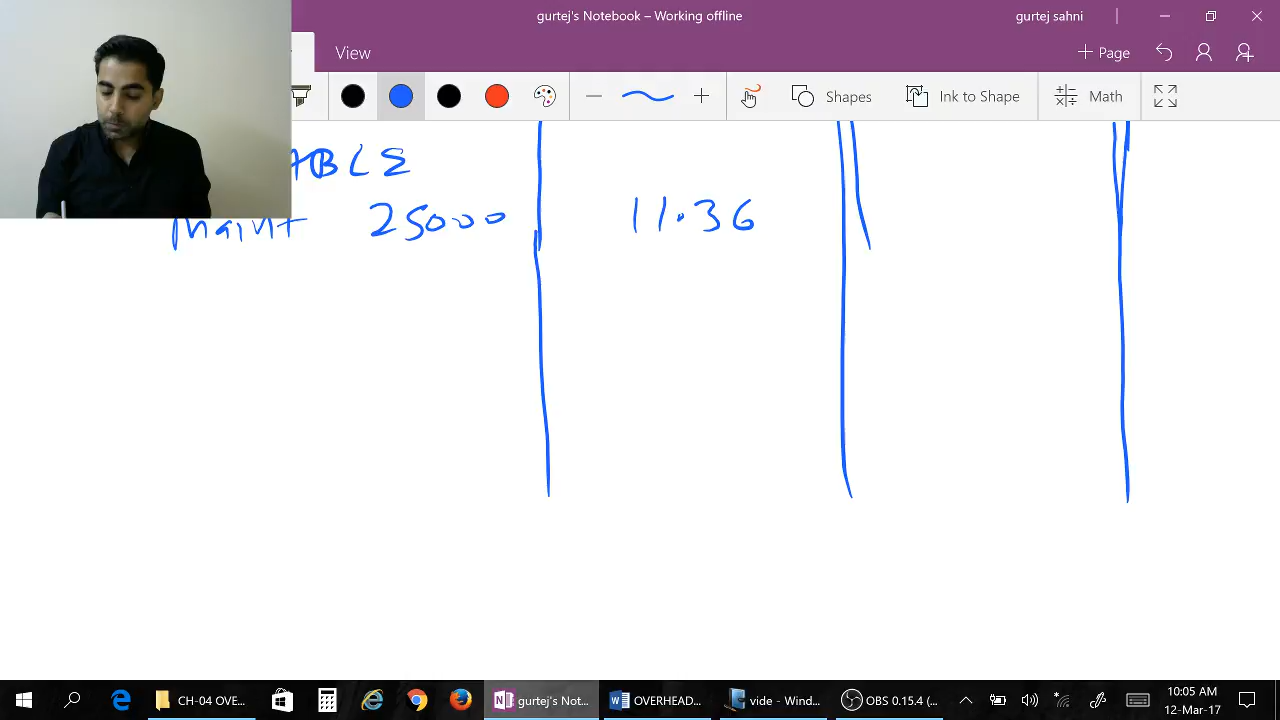 gurtej's Notebook – Working offline
gurtej sahni
View
Page
Shapes
Ink to Shape
Math
ABLE
maint 25000 11.36
CH-04 OVE...
gurtej's Not...
OVERHEAD...
vide - Wind...
OBS 0.15.4 (...
10:05 AM
12-Mar-17